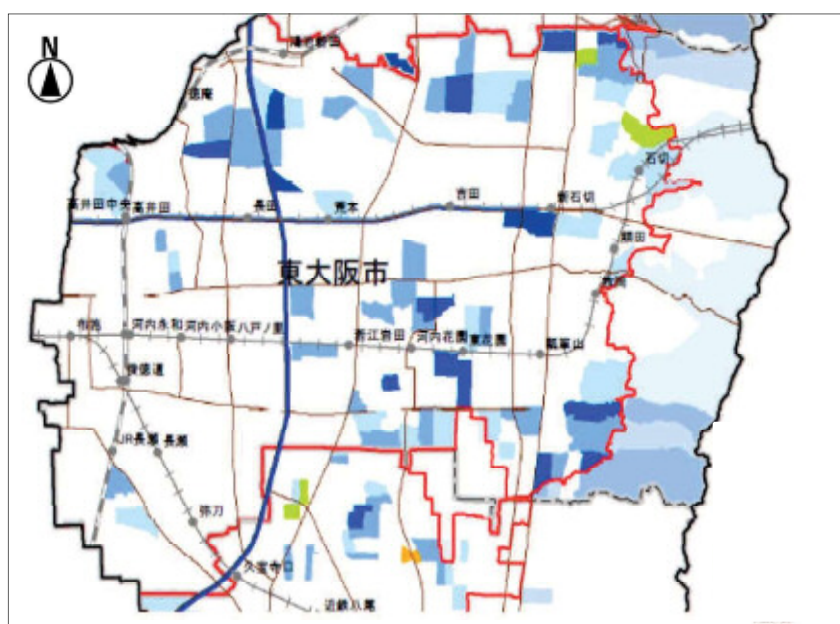 N
鴻池新田
徳庵
石切
高井田中央
高井田
長田
荒本
吉田
新石切
額田
東大阪市
枚岡
布施
河内永和
河内小阪
八戸ノ里
若江岩田
河内花園
東花園
瓢箪山
俊徳道
JR長瀬
長瀬
弥刀
久宝寺口
近鉄八尾